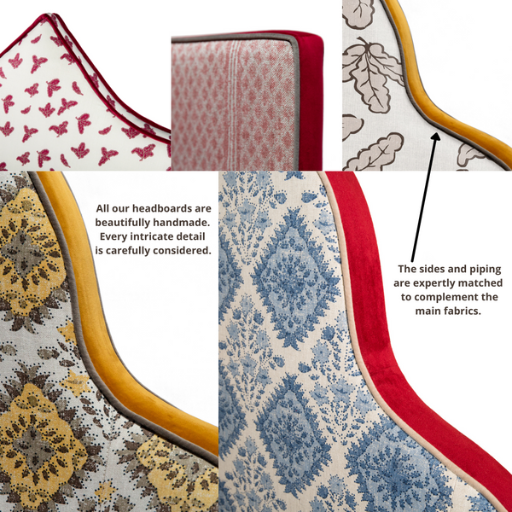 All our headboards are
beautifully handmade.
Every intricate detail
is carefully considered.
The sides and piping
are expertly matched
to complement the
main fabrics.